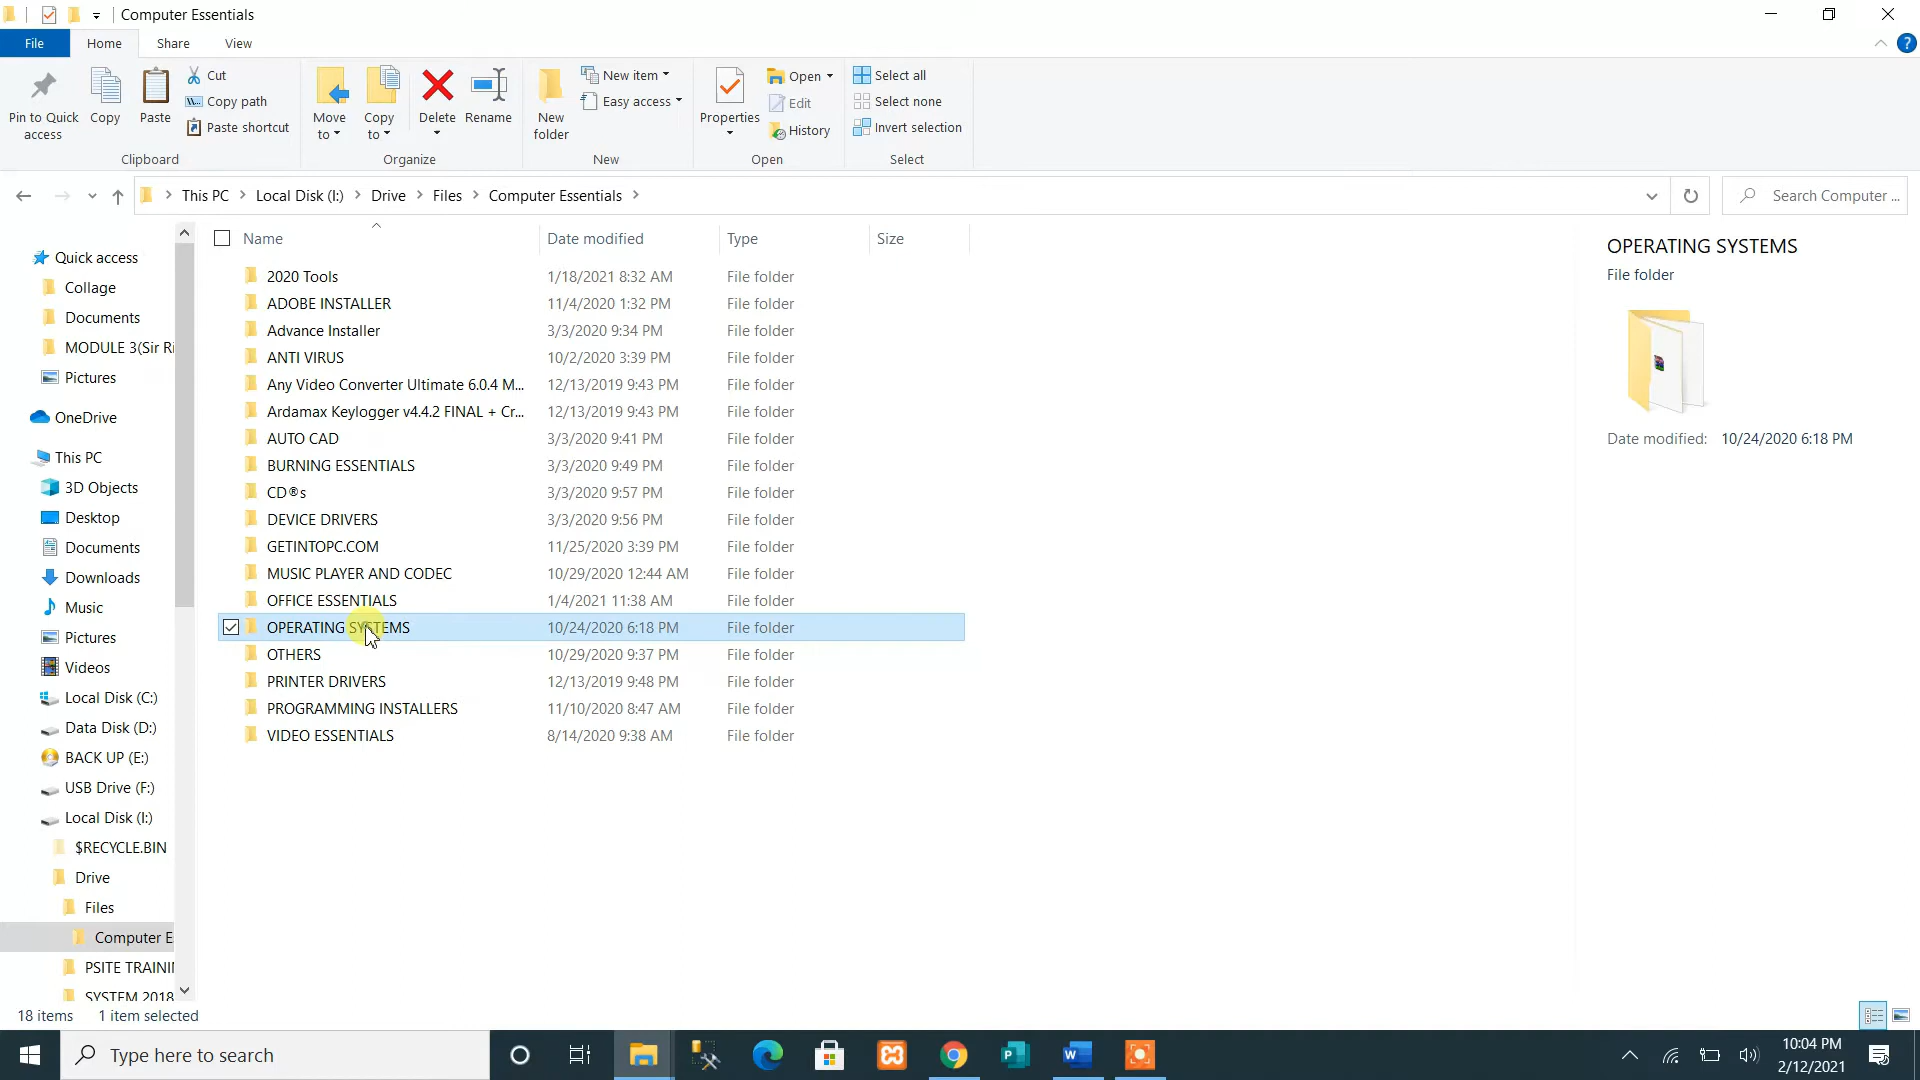 Computer Essentials
File Home Share View
Pin to Quick access
Copy
Paste
Cut
Copy path
Paste shortcut
Clipboard
Move to
Copy to
Delete
Rename
Organize
New folder
New item
Easy access
New
Properties
Open
Edit
History
Open
Select all
Select none
Invert selection
Select
This PC > Local Disk (I:) > Drive > Files > Computer Essentials >
Search Computer ...
Name Date modified Type Size
2020 Tools 1/18/2021 8:32 AM File folder
ADOBE INSTALLER 11/4/2020 1:32 PM File folder
Advance Installer 3/3/2020 9:34 PM File folder
ANTI VIRUS 10/2/2020 3:39 PM File folder
Any Video Converter Ultimate 6.0.4 M... 12/13/2019 9:43 PM File folder
Ardamax Keylogger v4.4.2 FINAL + Cr... 12/13/2019 9:43 PM File folder
AUTO CAD 3/3/2020 9:41 PM File folder
BURNING ESSENTIALS 3/3/2020 9:49 PM File folder
CD®s 3/3/2020 9:57 PM File folder
DEVICE DRIVERS 3/3/2020 9:56 PM File folder
GETINTOPC.COM 11/25/2020 3:39 PM File folder
MUSIC PLAYER AND CODEC 10/29/2020 12:44 AM File folder
OFFICE ESSENTIALS 1/4/2021 11:38 AM File folder
OPERATING SYSTEMS 10/24/2020 6:18 PM File folder
OTHERS 10/29/2020 9:37 PM File folder
PRINTER DRIVERS 12/13/2019 9:48 PM File folder
PROGRAMMING INSTALLERS 11/10/2020 8:47 AM File folder
VIDEO ESSENTIALS 8/14/2020 9:38 AM File folder
Quick access
Collage
Documents
MODULE 3(Sir Ri
Pictures
OneDrive
This PC
3D Objects
Desktop
Documents
Downloads
Music
Pictures
Videos
Local Disk (C:)
Data Disk (D:)
BACK UP (E:)
USB Drive (F:)
Local Disk (I:)
$RECYCLE.BIN
Drive
Files
Computer E
PSITE TRAINI
SYSTEM 2018
OPERATING SYSTEMS
File folder
Date modified: 10/24/2020 6:18 PM
18 items 1 item selected
Type here to search
10:04 PM
2/12/2021